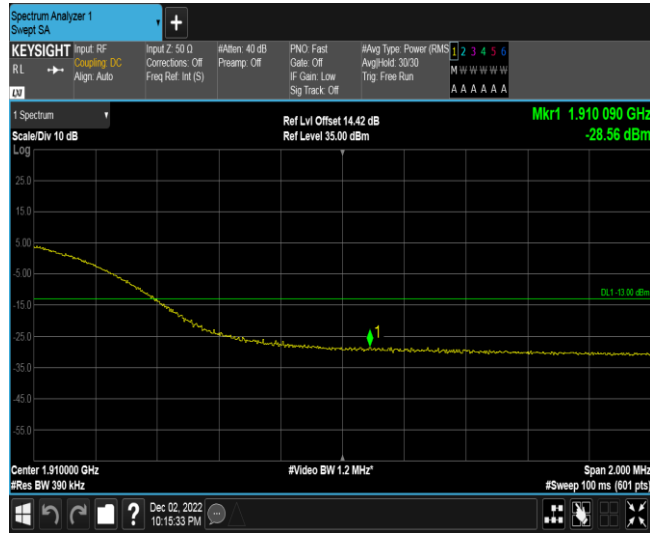 Spectrum Analyzer 1
Swept SA
+
KEYSIGHT Input: RF Input Z: 50 Ω #Atten: 40 dB PNO: Fast #Avg Type: Power (RMS 1 2 3 4 5 6
RL Coupling: DC Corrections: Off Preamp: Off Gate: Off Avg|Hold: 30/30 M W W W W W
Align: Auto Freq Ref: Int (S) IF Gain: Low Trig: Free Run
LXI Sig Track: Off A A A A A A
1 Spectrum Ref Lvl Offset 14.42 dB Mkr1 1.910 090 GHz
Scale/Div 10 dB Ref Level 35.00 dBm -28.56 dBm
Log
25.0
15.0
5.00
-5.00
DL1 -13.00 dBm
-15.0
1
-25.0
-35.0
-45.0
-55.0
Center 1.910000 GHz #Video BW 1.2 MHz* Span 2.000 MHz
#Res BW 390 kHz #Sweep 100 ms (601 pts)
? Dec 02, 2022
10:15:33 PM